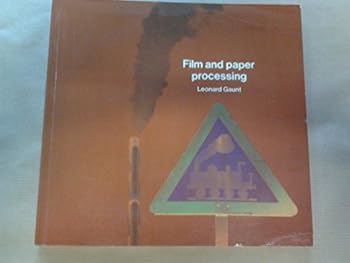 Film and paper
processing
Leonard Gaunt